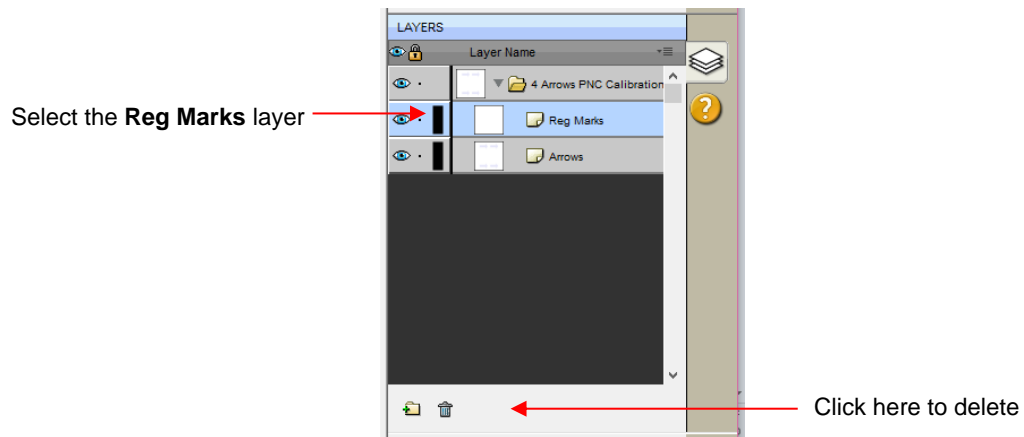 LAYERS
Layer Name
4 Arrows PNC Calibration
Select the Reg Marks layer
Reg Marks
Arrows
Click here to delete